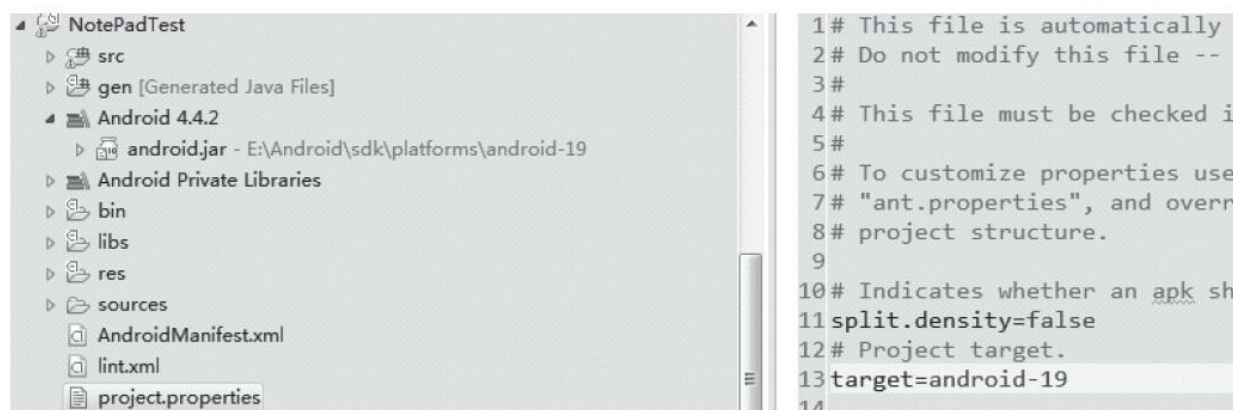 NotePadTest
src
gen [Generated Java Files]
Android 4.4.2
android.jar - E:\Android\sdk\platforms\android-19
Android Private Libraries
bin
libs
res
sources
AndroidManifest.xml
lint.xml
project.properties
1 # This file is automatically
2 # Do not modify this file --
3 #
4 # This file must be checked i
5 #
6 # To customize properties use
7 # "ant.properties", and overr
8 # project structure.
9
10 # Indicates whether an apk sh
11 split.density=false
12 # Project target.
13 target=android-19
14